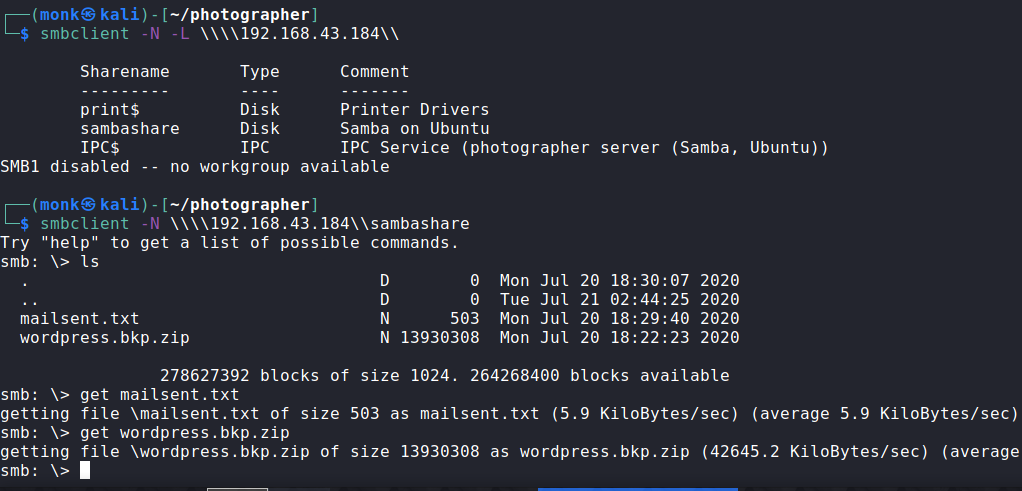 ┌──(monk㉿kali)-[~/photographer]
└─$ smbclient -N -L \\\\192.168.43.184\\
Sharename Type Comment
--------- ---- -------
print$ Disk Printer Drivers
sambashare Disk Samba on Ubuntu
IPC$ IPC IPC Service (photographer server (Samba, Ubuntu))
SMB1 disabled -- no workgroup available
┌──(monk㉿kali)-[~/photographer]
└─$ smbclient -N \\\\192.168.43.184\\sambashare
Try "help" to get a list of possible commands.
smb: \> ls
. D 0 Mon Jul 20 18:30:07 2020
.. D 0 Tue Jul 21 02:44:25 2020
mailsent.txt N 503 Mon Jul 20 18:29:40 2020
wordpress.bkp.zip N 13930308 Mon Jul 20 18:22:23 2020
278627392 blocks of size 1024. 264268400 blocks available
smb: \> get mailsent.txt
getting file \mailsent.txt of size 503 as mailsent.txt (5.9 KiloBytes/sec) (average 5.9 KiloBytes/sec)
smb: \> get wordpress.bkp.zip
getting file \wordpress.bkp.zip of size 13930308 as wordpress.bkp.zip (42645.2 KiloBytes/sec) (average
smb: \>